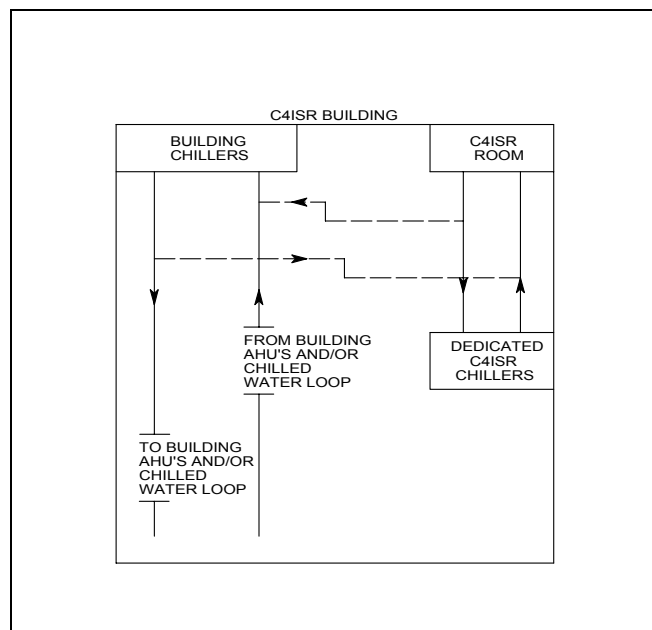 C4ISR BUILDING
BUILDING
CHILLERS
C4ISR
ROOM
FROM BUILDING
AHU'S AND/OR
CHILLED
WATER LOOP
DEDICATED
C4ISR
CHILLERS
TO BUILDING
AHU'S AND/OR
CHILLED
WATER LOOP